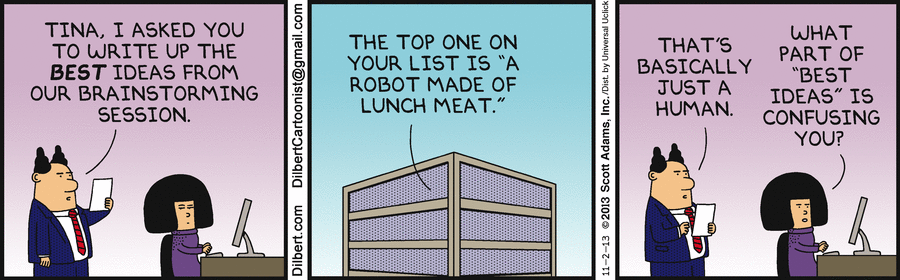 TINA, I ASKED YOU
TO WRITE UP THE
BEST IDEAS FROM
OUR BRAINSTORMING
SESSION.
Dilbert.com DilbertCartoonist@gmail.com
THE TOP ONE ON
YOUR LIST IS "A
ROBOT MADE OF
LUNCH MEAT."
11-2-13 © 2013 Scott Adams, Inc. /Dist. by Universal Uclick
THAT'S
BASICALLY
JUST A
HUMAN.
WHAT
PART OF
"BEST
IDEAS" IS
CONFUSING
YOU?